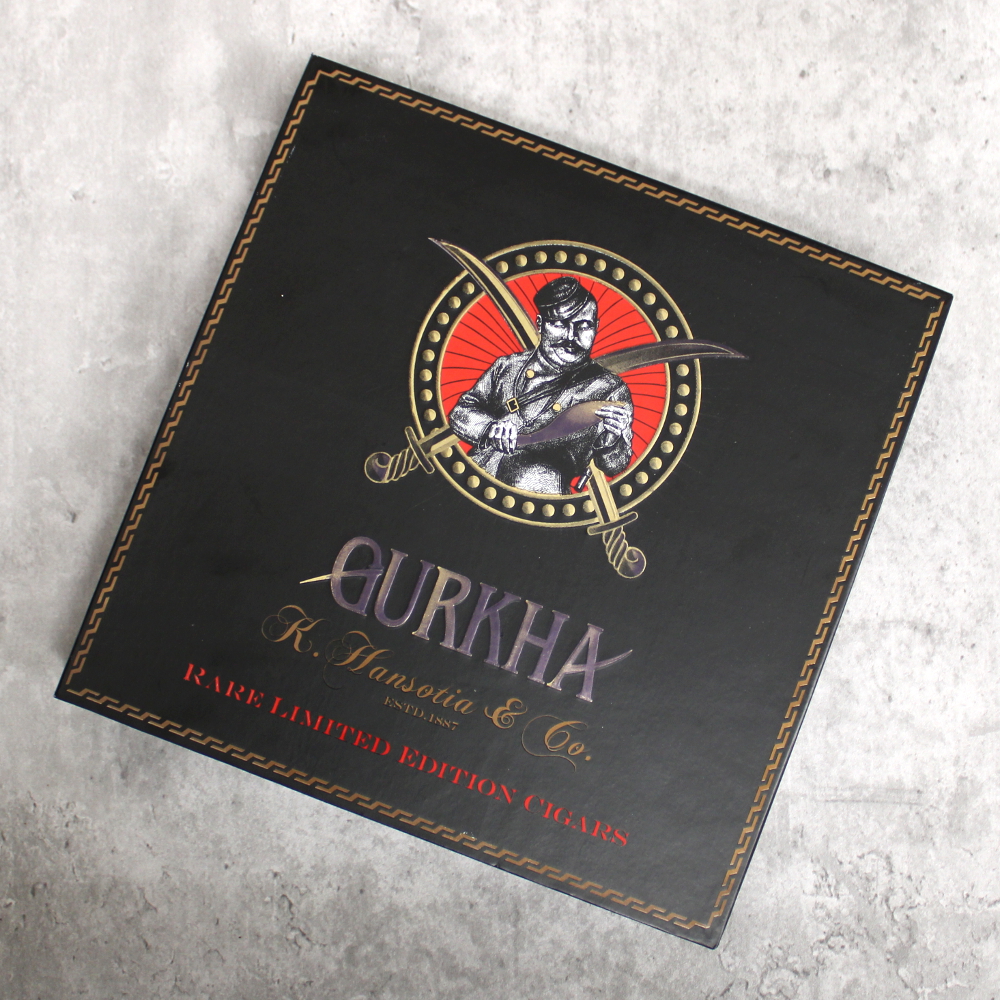 GURKHA
K. Hansotia & Co.
ESTD.1887
RARE LIMITED EDITION CIGARS